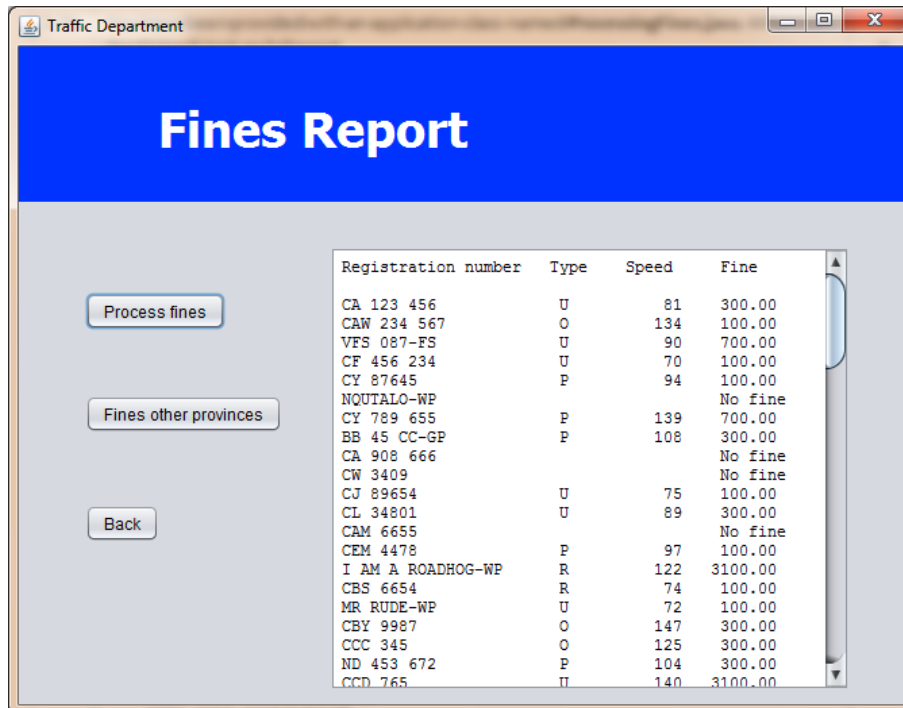 Traffic Department
Fines Report
Process fines
Fines other provinces
Back
Registration number Type Speed Fine
CA 123 456 U 81 300.00
CAW 234 567 O 134 100.00
VFS 087-FS U 90 700.00
CF 456 234 U 70 100.00
CY 87645 P 94 100.00
NQUTALO-WP No fine
CY 789 655 P 139 700.00
BB 45 CC-GP P 108 300.00
CA 908 666 No fine
CW 3409 No fine
CJ 89654 U 75 100.00
CL 34801 U 89 300.00
CAM 6655 No fine
CEM 4478 P 97 100.00
I AM A ROADHOG-WP R 122 3100.00
CBS 6654 R 74 100.00
MR RUDE-WP U 72 100.00
CBY 9987 O 147 300.00
CCC 345 O 125 300.00
ND 453 672 P 104 300.00
CCD 765 U 140 3100.00